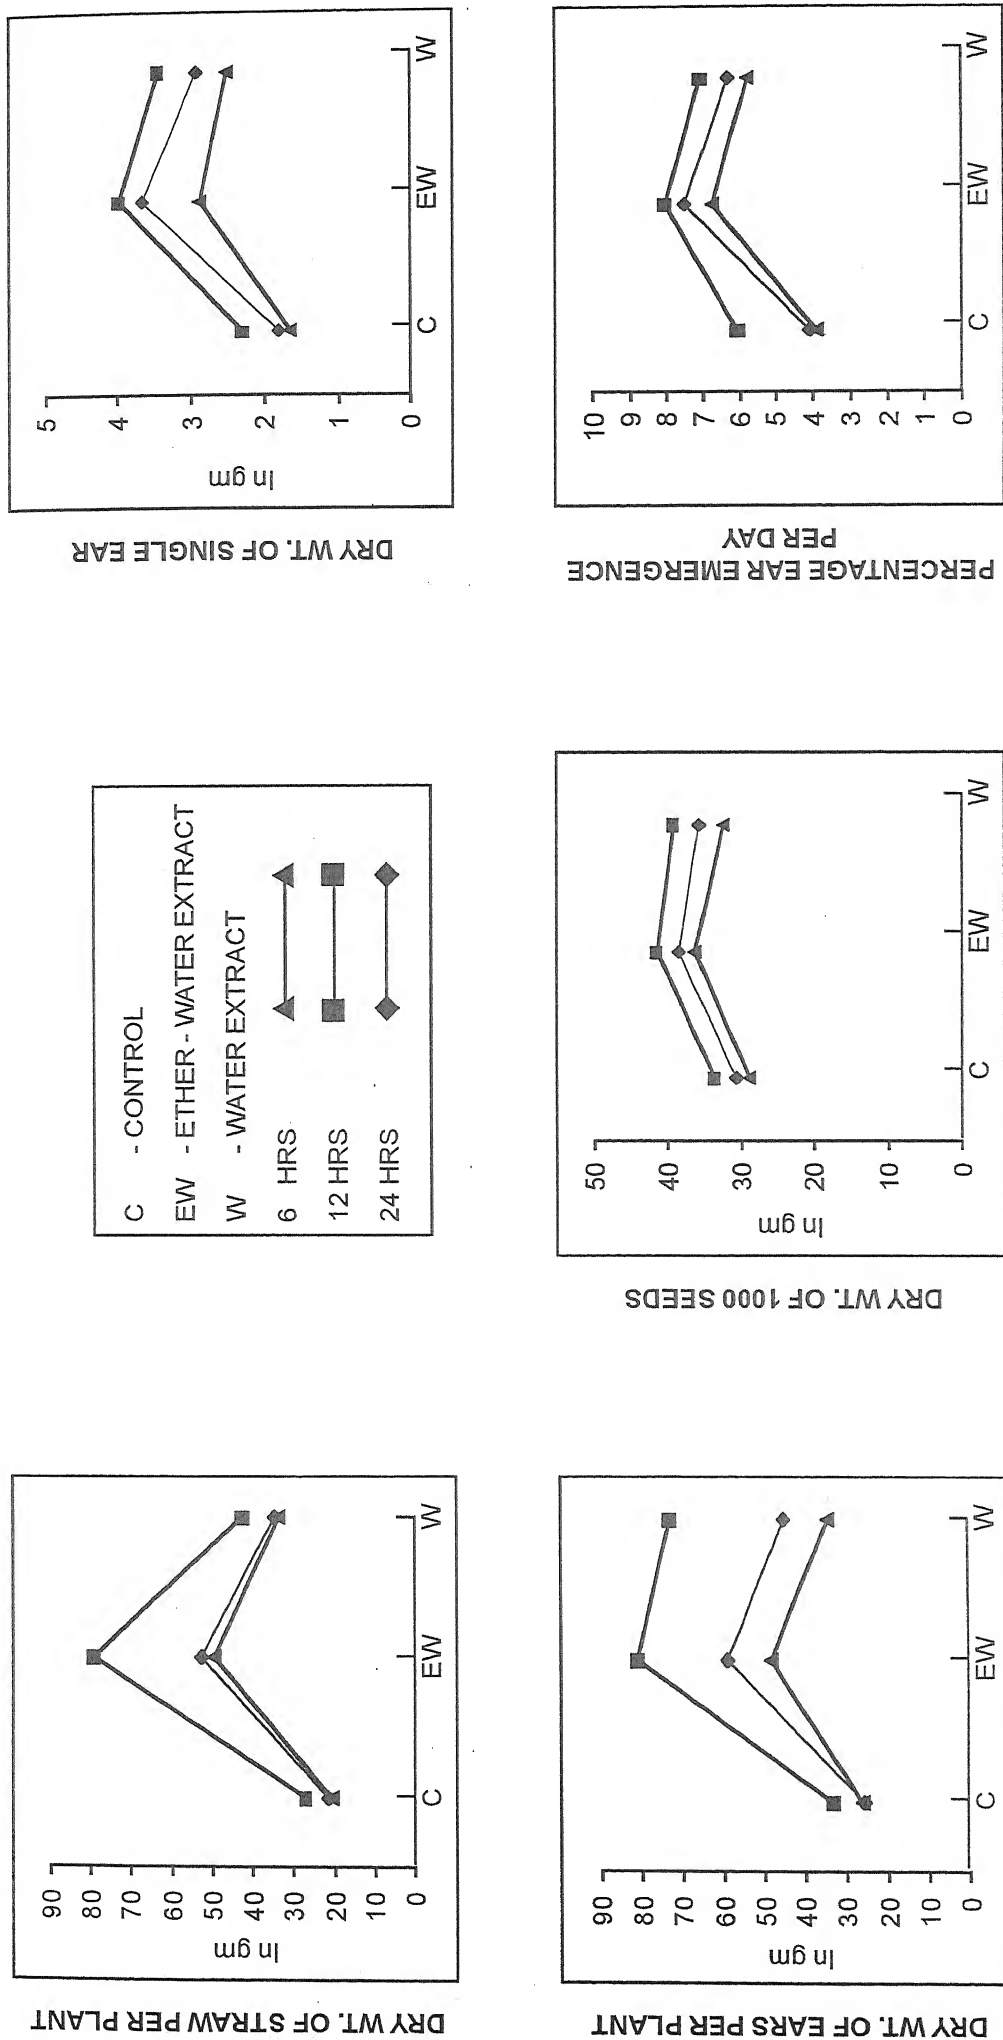 DRY WT. OF STRAW PER PLANT
In gm
90
80
70
60
50
40
30
20
10
0
C
EW
W
C - CONTROL
EW - ETHER - WATER EXTRACT
W - WATER EXTRACT
6 HRS
12 HRS
24 HRS
DRY WT. OF SINGLE EAR
In gm
5
4
3
2
1
0
C
EW
W
DRY WT. OF EARS PER PLANT
In gm
90
80
70
60
50
40
30
20
10
0
C
EW
W
DRY WT. OF 1000 SEEDS
In gm
50
40
30
20
10
0
C
EW
W
PERCENTAGE EAR EMERGENCE
PER DAY
10
9
8
7
6
5
4
3
2
1
0
C
EW
W